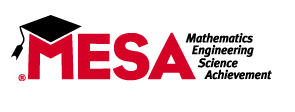 ®MESA
Mathematics
Engineering
Science
Achievement